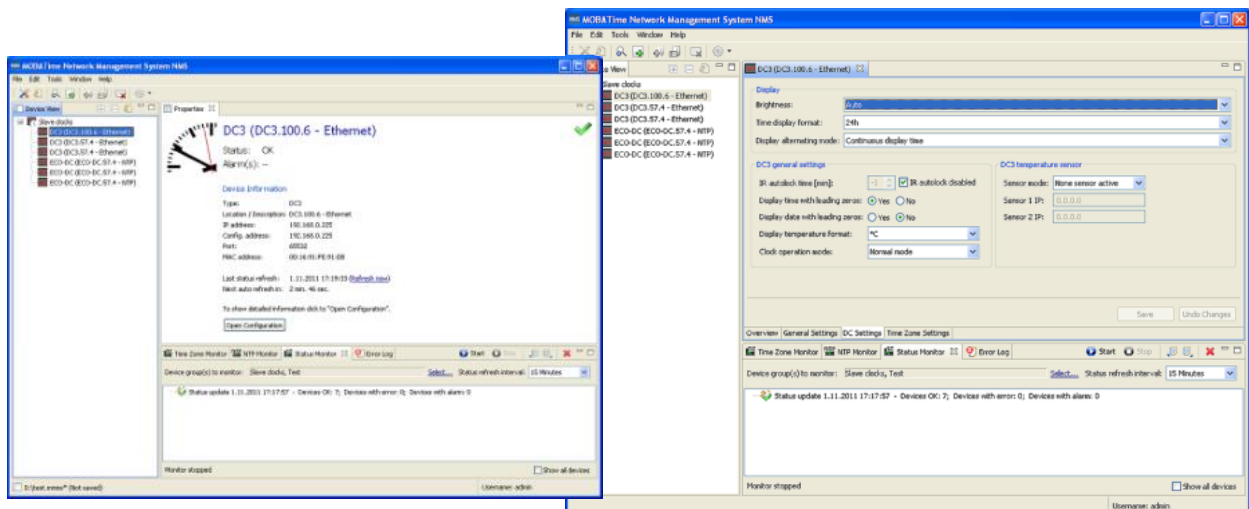 MOBATime Network Management System NMS
File Edit Tools Window Help
Device View
Slave clocks
DC3 (DC3.100.6 - Ethernet)
DC3 (DC3.57.4 - Ethernet)
DC3 (DC3.57.4 - Ethernet)
ECO-DC (ECO-DC.57.4 - NTP)
ECO-DC (ECO-DC.57.4 - NTP)
Properties
DC3 (DC3.100.6 - Ethernet)
Status: OK
Alarm(s): --
Device Information
Type: DC3
Location / Description: DC3.100.6 - Ethernet
IP address: 192.168.0.225
Config. address: 192.168.0.225
Port: 65532
MAC address:
Last status refresh: 1.11.2011 17:19:33 (Refresh now)
Next auto refresh in: 2 min. 46 sec.
To show detailed information click to "Open Configuration".
Open Configuration
Time Zone Monitor NTP Monitor Status Monitor Error Log Start Stop
Device group(s) to monitor: Slave clocks, Test Select... Status refresh interval: 15 Minutes
Status update 1.11.2011 17:17:57 - Devices OK: 7; Devices with error: 0; Devices with alarm: 0
Monitor stopped Show all devices
D:\test.nmsv* (Not saved) Username: admin
MOBATime Network Management System NMS
File Edit Tools Window Help
ce View
Slave clocks
DC3 (DC3.100.6 - Ethernet)
DC3 (DC3.57.4 - Ethernet)
DC3 (DC3.57.4 - Ethernet)
ECO-DC (ECO-DC.57.4 - NTP)
ECO-DC (ECO-DC.57.4 - NTP)
DC3 (DC3.100.6 - Ethernet)
Display
Brightness: Auto
Time display format: 24h
Display alternating mode: Continuous display time
DC3 general settings
IR autolock time [min]: -1 IR autolock disabled
Display time with leading zeros: Yes No
Display date with leading zeros: Yes No
Display temperature format: °C
Clock operation mode: Normal mode
DC3 temperature sensor
Sensor mode: None sensor active
Sensor 1 IP: 0.0.0.0
Sensor 2 IP: 0.0.0.0
Save Undo Changes
Overview General Settings DC Settings Time Zone Settings
Time Zone Monitor NTP Monitor Status Monitor Error Log Start Stop
Device group(s) to monitor: Slave clocks, Test Select... Status refresh interval: 15 Minutes
Status update 1.11.2011 17:17:57 - Devices OK: 7; Devices with error: 0; Devices with alarm: 0
Monitor stopped Show all devices
Username: admin